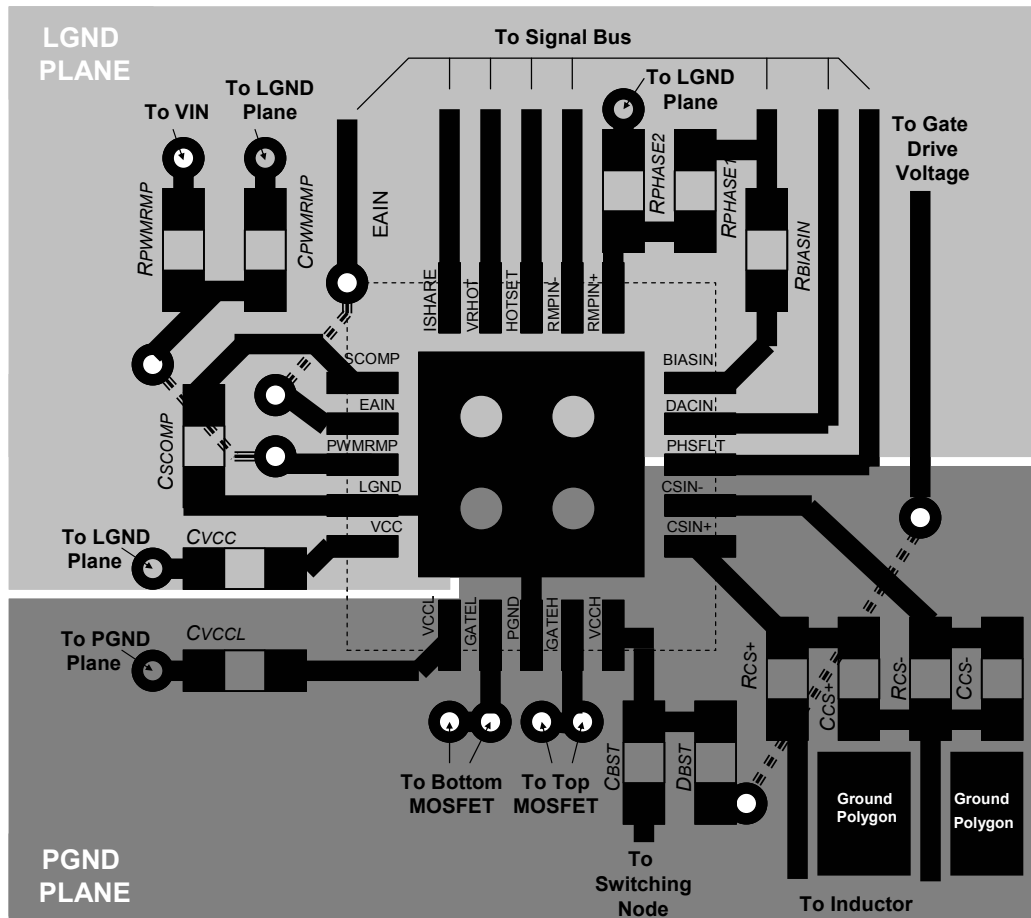 LGND
PLANE
To Signal Bus
To LGND
Plane
To VIN
To LGND
Plane
To Gate
Drive
Voltage
RPWMRMP
CPWMRMP
EAIN
RPHASE2
RPHASE1
RBIASIN
ISHARE
VRHOT
HOTSET
RMPIN-
RMPIN+
SCOMP
EAIN
PWMRMP
LGND
VCC
BIASIN
DACIN
PHSFLT
CSIN-
CSIN+
CSCOMP
To LGND
Plane
CVCC
VCCL
GATEL
PGND
GATEH
VCCH
To PGND
Plane
CVCCL
RCS+
CCS+
RCS-
CCS-
CBST
DBST
To Bottom
MOSFET
To Top
MOSFET
Ground
Polygon
Ground
Polygon
PGND
PLANE
To
Switching
Node
To Inductor